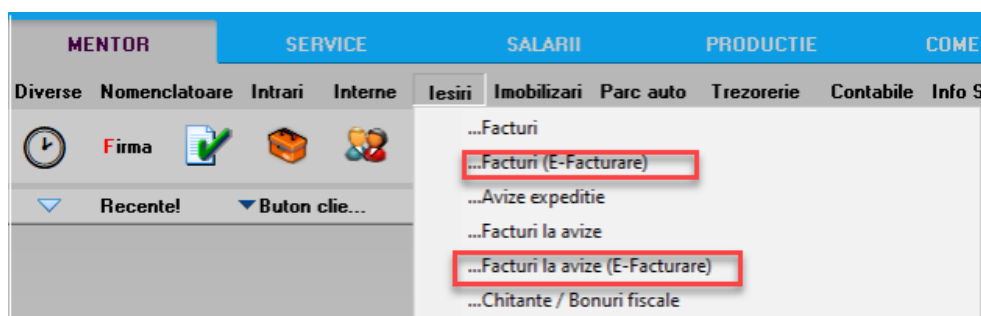 MENTOR SERVICE SALARII PRODUCTIE
Diverse Nomenclatoare Intrari Interne Iesiri Imobilizari Parc auto Trezorerie Contabile Info
Firma
Recente! Buton clie...
...Facturi
...Facturi (E-Facturare)
...Avize expeditie
...Facturi la avize
...Facturi la avize (E-Facturare)
...Chitante / Bonuri fiscale